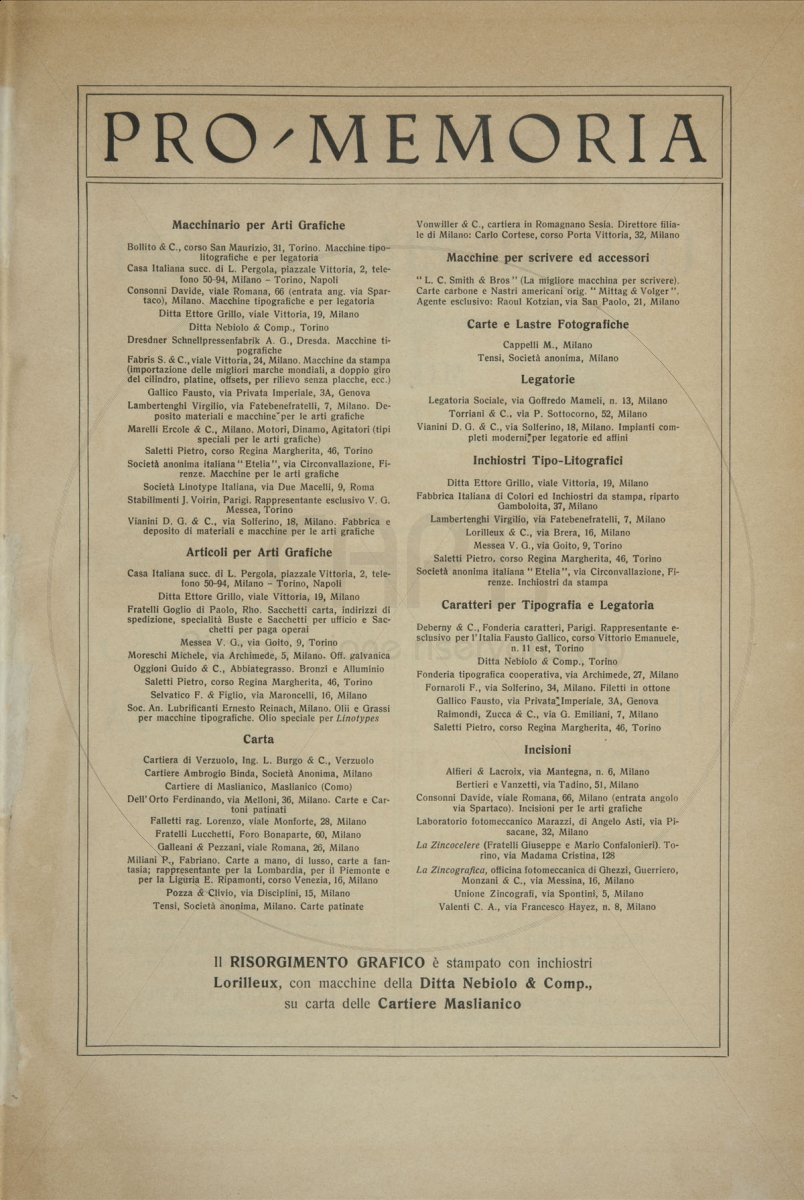 PRO-MEMORIA
Macchinario per Arti Grafiche
Bollito & C., corso San Maurizio, 31, Torino. Macchine tipo-
litografiche e per legatoria
Casa Italiana succ. di L. Pergola, piazzale Vittoria, 2, tele-
fono 50-94, Milano - Torino, Napoli
Consonni Davide, viale Romana, 66 (entrata ang. via Spar-
taco), Milano. Macchine tipografiche e per legatoria
Ditta Ettore Grillo, viale Vittoria, 19, Milano
Ditta Nebiolo & Comp., Torino
Dresdner Schnellpressenfabrik A. G., Dresda. Macchine ti-
pografiche
Fabris S. & C., viale Vittoria, 24, Milano. Macchine da stampa
(importazione delle migliori marche mondiali, a doppio giro
del cilindro, platine, offsets, per rilievo senza placche, ecc.)
Gallico Fausto, via Privata Imperiale, 3A, Genova
Lambertenghi Virgilio, via Fatebenefratelli, 7, Milano. De-
posito materiali e macchine per le arti grafiche
Marelli Ercole & C., Milano. Motori, Dinamo, Agitatori (tipi
speciali per le arti grafiche)
Saletti Pietro, corso Regina Margherita, 46, Torino
Società anonima italiana "Etelia", via Circonvallazione, Fi-
renze. Macchine per le arti grafiche
Società Linotype Italiana, via Due Macelli, 9, Roma
Stabilimenti J. Voirin, Parigi. Rappresentante esclusivo V. G.
Messea, Torino
Vianini D. G. & C., via Solferino, 18, Milano. Fabbrica e
deposito di materiali e macchine per le arti grafiche
Articoli per Arti Grafiche
Casa Italiana succ. di L. Pergola, piazzale Vittoria, 2, tele-
fono 50-94, Milano - Torino, Napoli
Ditta Ettore Grillo, viale Vittoria, 19, Milano
Fratelli Goglio di Paolo, Rho. Sacchetti carta, indirizzi di
spedizione, specialità Buste e Sacchetti per ufficio e Sac-
chetti per paga operai
Messea V. G., via Goito, 9, Torino
Moreschi Michele, via Archimede, 5, Milano. Off. galvanica
Oggioni Guido & C., Abbiategrasso. Bronzi e Alluminio
Saletti Pietro, corso Regina Margherita, 46, Torino
Selvatico F. & Figlio, via Maroncelli, 16, Milano
Soc. An. Lubrificanti Ernesto Reinach, Milano. Olii e Grassi
per macchine tipografiche. Olio speciale per Linotypes
Carta
Cartiera di Verzuolo, Ing. L. Burgo & C., Verzuolo
Cartiere Ambrogio Binda, Società Anonima, Milano
Cartiere di Maslianico, Maslianico (Como)
Dell'Orto Ferdinando, via Melloni, 36, Milano. Carte e Car-
toni patinati
Falletti rag. Lorenzo, viale Monforte, 28, Milano
Fratelli Lucchetti, Foro Bonaparte, 60, Milano
Galleani & Pezzani, viale Romana, 26, Milano
Miliani P., Fabriano. Carte a mano, di lusso, carte a fan-
tasia; rappresentante per la Lombardia, per il Piemonte e
per la Liguria E. Ripamonti, corso Venezia, 16, Milano
Pozza & Clivio, via Disciplini, 15, Milano
Tensi, Società anonima, Milano. Carte patinate
Vonwiller & C., cartiera in Romagnano Sesia. Direttore filia-
le di Milano: Carlo Cortese, corso Porta Vittoria, 32, Milano
Macchine per scrivere ed accessori
"L. C. Smith & Bros" (La migliore macchina per scrivere).
Carte carbone e Nastri americani orig. "Mittag & Volger".
Agente esclusivo: Raoul Kotzian, via San Paolo, 21, Milano
Carte e Lastre Fotografiche
Cappelli M., Milano
Tensi, Società anonima, Milano
Legatorie
Legatoria Sociale, via Goffredo Mameli, n. 13, Milano
Torriani & C., via P. Sottocorno, 52, Milano
Vianini D. G. & C., via Solferino, 18, Milano. Impianti com-
pleti moderni per legatorie ed affini
Inchiostri Tipo-Litografici
Ditta Ettore Grillo, viale Vittoria, 19, Milano
Fabbrica Italiana di Colori ed Inchiostri da stampa, riparto
Gamboloita, 37, Milano
Lambertenghi Virgilio, via Fatebenefratelli, 7, Milano
Lorilleux & C., via Brera, 16, Milano
Messea V. G., via Goito, 9, Torino
Saletti Pietro, corso Regina Margherita, 46, Torino
Società anonima italiana "Etelia", via Circonvallazione, Fi-
renze. Inchiostri da stampa
Caratteri per Tipografia e Legatoria
Deberny & C., Fonderia caratteri, Parigi. Rappresentante e-
sclusivo per l'Italia Fausto Gallico, corso Vittorio Emanuele,
n. 11 est, Torino
Ditta Nebiolo & Comp., Torino
Fonderia tipografica cooperativa, via Archimede, 27, Milano
Fornaroli F., via Solferino, 34, Milano. Filetti in ottone
Gallico Fausto, via Privata Imperiale, 3A, Genova
Raimondi, Zucca & C., via G. Emiliani, 7, Milano
Saletti Pietro, corso Regina Margherita, 46, Torino
Incisioni
Alfieri & Lacroix, via Mantegna, n. 6, Milano
Bertieri e Vanzetti, via Tadino, 51, Milano
Consonni Davide, viale Romana, 66, Milano (entrata angolo
via Spartaco). Incisioni per le arti grafiche
Laboratorio fotomeccanico Marazzi, di Angelo Asti, via Pi-
sacane, 32, Milano
La Zincocelere (Fratelli Giuseppe e Mario Confalonieri). To-
rino, via Madama Cristina, 128
La Zincografica, officina fotomeccanica di Ghezzi, Guerriero,
Monzani & C., via Messina, 16, Milano
Unione Zincografi, via Spontini, 5, Milano
Valenti C. A., via Francesco Hayez, n. 8, Milano
Il RISORGIMENTO GRAFICO è stampato con inchiostri
Lorilleux, con macchine della Ditta Nebiolo & Comp.,
su carta delle Cartiere Maslianico